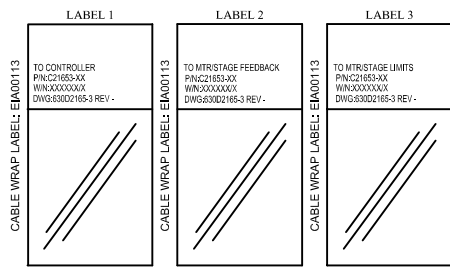 LABEL 1
CABLE WRAP LABEL: EIA00113
TO CONTROLLER
P/N:C21653-XX
W/N:XXXXXX/X
DWG:630D2165-3 REV -
LABEL 2
CABLE WRAP LABEL: EIA00113
TO MTR/STAGE FEEDBACK
P/N:C21653-XX
W/N:XXXXXX/X
DWG:630D2165-3 REV -
LABEL 3
CABLE WRAP LABEL: EIA00113
TO MTR/STAGE LIMITS
P/N:C21653-XX
W/N:XXXXXX/X
DWG:630D2165-3 REV -